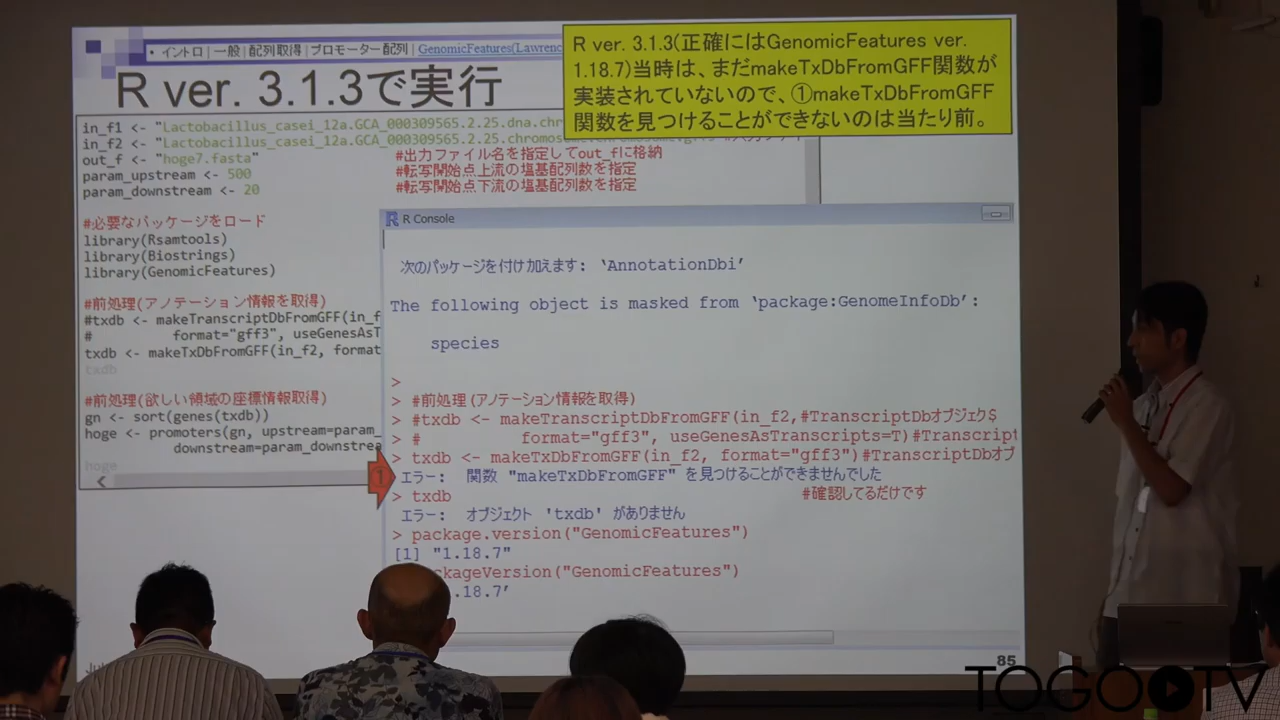 • イントロ | 一般 | 配列取得 | プロモーター配列 | GenomicFeatures(Lawrenc
R ver. 3.1.3で実行
R ver. 3.1.3(正確にはGenomicFeatures ver.
1.18.7)当時は、まだmakeTxDbFromGFF関数が
実装されていないので、①makeTxDbFromGFF
関数を見つけることができないのは当たり前。
in_f1 <- "Lactobacillus_casei_12a.GCA_000309565.2.25.dna.chr
in_f2 <- "Lactobacillus_casei_12a.GCA_000309565.2.25.chromoso
out_f <- "hoge7.fasta" #出力ファイル名を指定してout_fに格納
param_upstream <- 500 #転写開始点上流の塩基配列数を指定
param_downstream <- 20 #転写開始点下流の塩基配列数を指定
#必要なパッケージをロード
library(Rsamtools)
library(Biostrings)
library(GenomicFeatures)
#前処理(アノテーション情報を取得)
#txdb <- makeTranscriptDbFromGFF(in_f
# format="gff3", useGenesAsT
txdb <- makeTxDbFromGFF(in_f2, format
txdb
#前処理(欲しい領域の座標情報取得)
gn <- sort(genes(txdb))
hoge <- promoters(gn, upstream=param_
downstream=param_downstrea
hoge
R Console
次のパッケージを付け加えます: ‘AnnotationDbi’
The following object is masked from ‘package:GenomeInfoDb’:
species
>
> #前処理(アノテーション情報を取得)
> #txdb <- makeTranscriptDbFromGFF(in_f2,#TranscriptDbオブジェク$
> # format="gff3", useGenesAsTranscripts=T)#Transcript
> txdb <- makeTxDbFromGFF(in_f2, format="gff3")#TranscriptDbオブ
①
エラー: 関数 "makeTxDbFromGFF" を見つけることができませんでした
> txdb #確認してるだけです
エラー: オブジェクト 'txdb' がありません
> package.version("GenomicFeatures")
[1] "1.18.7"
ckageVersion("GenomicFeatures")
.18.7’
85
TOGOTV